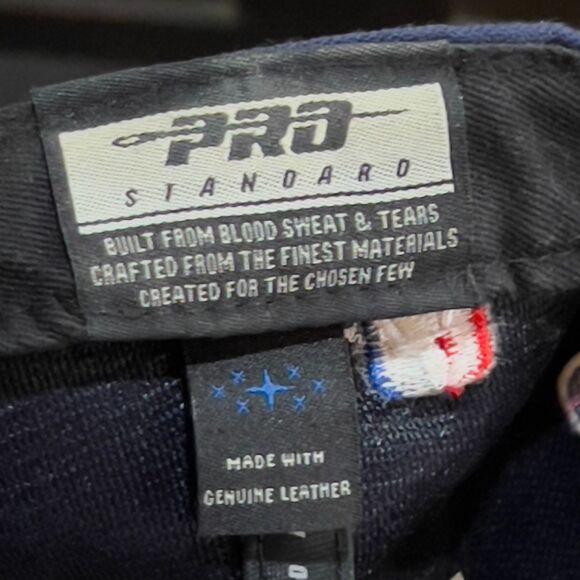 PRO
STANDARD
BUILT FROM BLOOD SWEAT & TEARS
CRAFTED FROM THE FINEST MATERIALS
CREATED FOR THE CHOSEN FEW
MADE WITH
GENUINE LEATHER